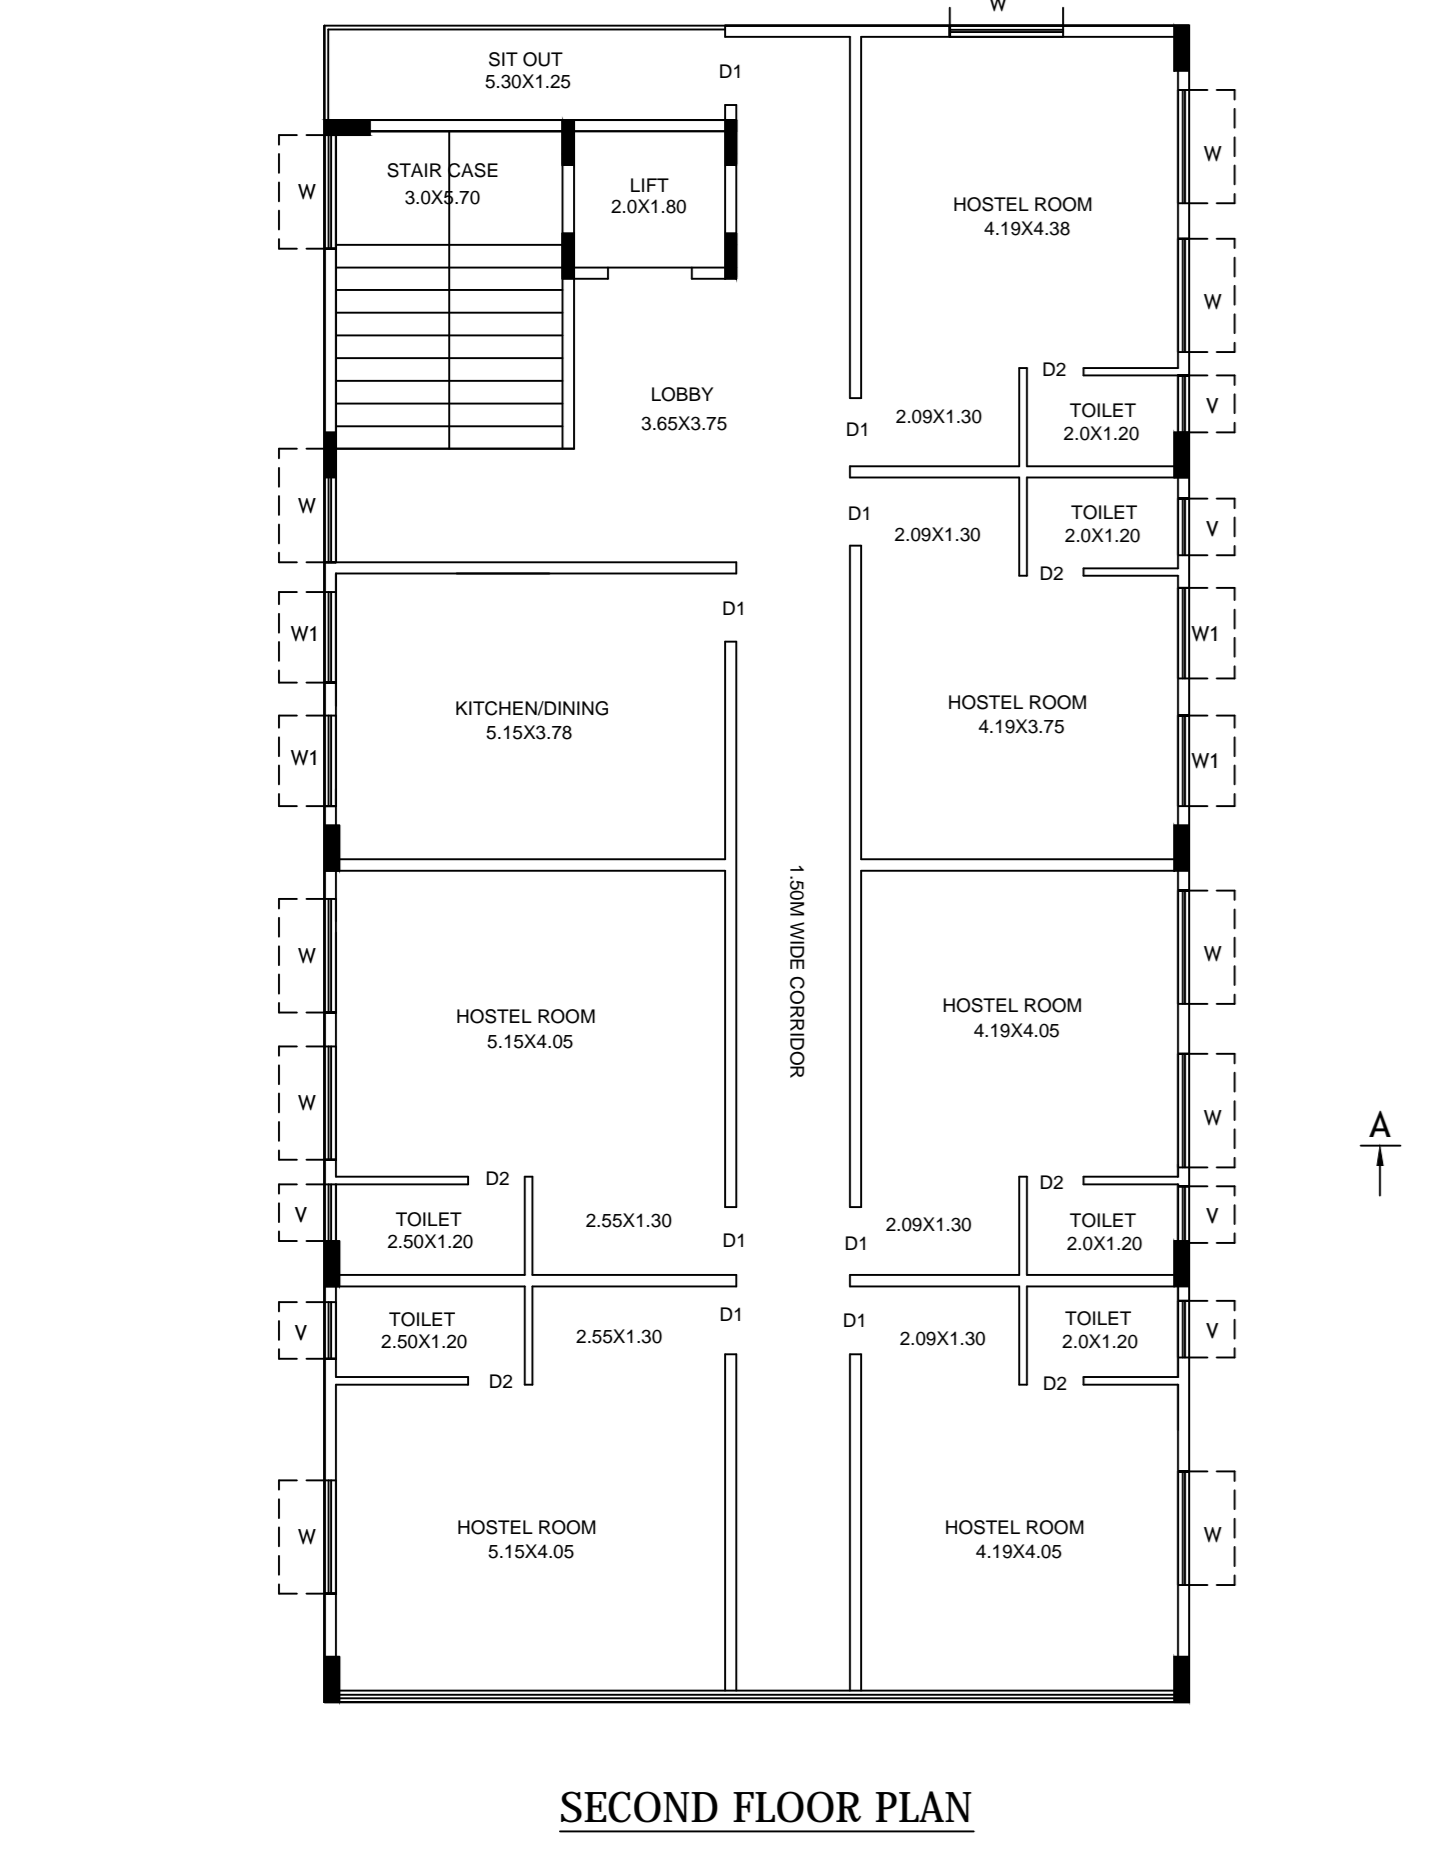 W
SIT OUT
5.30X1.25
D1
STAIR CASE
3.0X5.70
LIFT
2.0X1.80
W
W
HOSTEL ROOM
4.19X4.38
W
LOBBY
3.65X3.75
D2
2.09X1.30
TOILET
2.0X1.20
V
D1
W
D1
2.09X1.30
TOILET
2.0X1.20
V
D2
D1
W1
W1
KITCHEN/DINING
5.15X3.78
HOSTEL ROOM
4.19X3.75
W1
W1
1.50M WIDE CORRIDOR
W
W
HOSTEL ROOM
5.15X4.05
HOSTEL ROOM
4.19X4.05
W
W
A
D2
D2
V
TOILET
2.50X1.20
2.55X1.30
D1
D1
2.09X1.30
TOILET
2.0X1.20
V
V
TOILET
2.50X1.20
2.55X1.30
D1
D1
2.09X1.30
TOILET
2.0X1.20
V
D2
D2
W
HOSTEL ROOM
5.15X4.05
HOSTEL ROOM
4.19X4.05
W
SECOND FLOOR PLAN